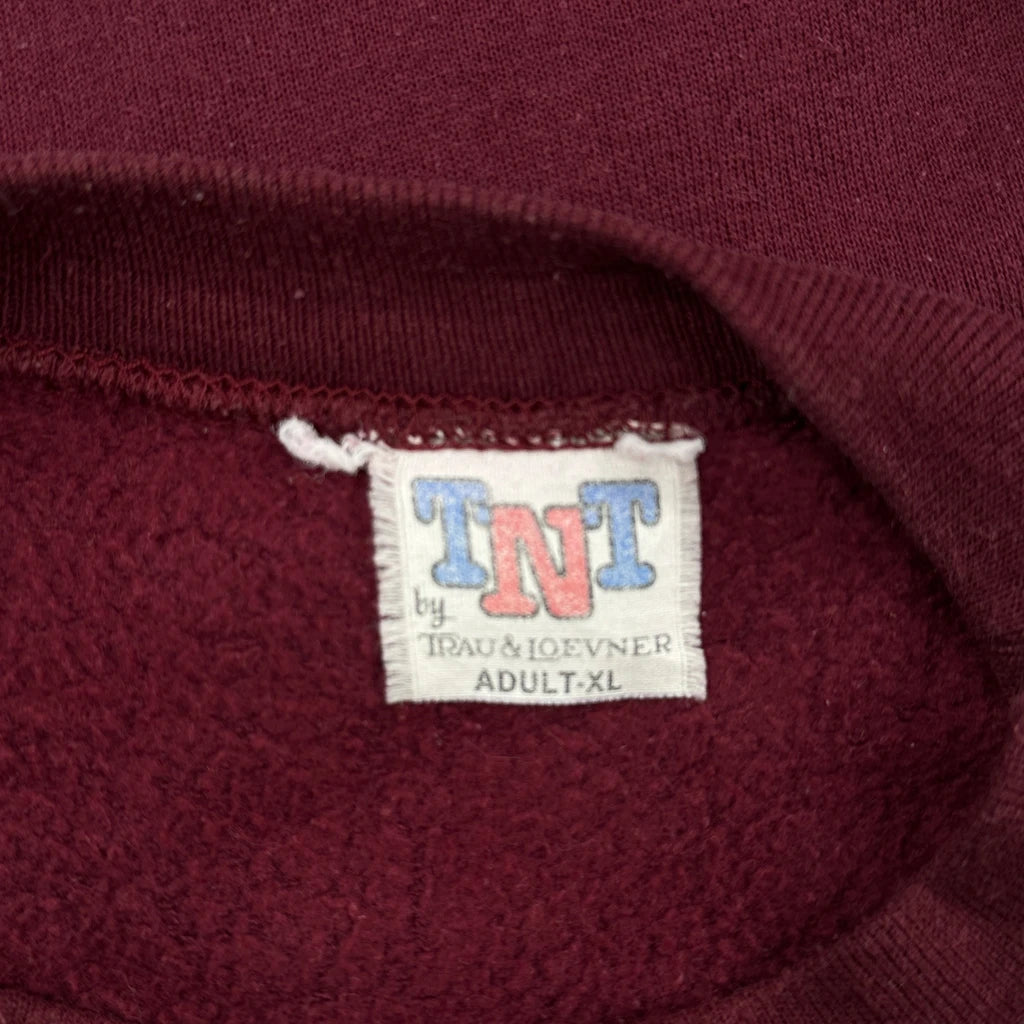 TNT
by
TRAU & LOEVNER
ADULT-XL